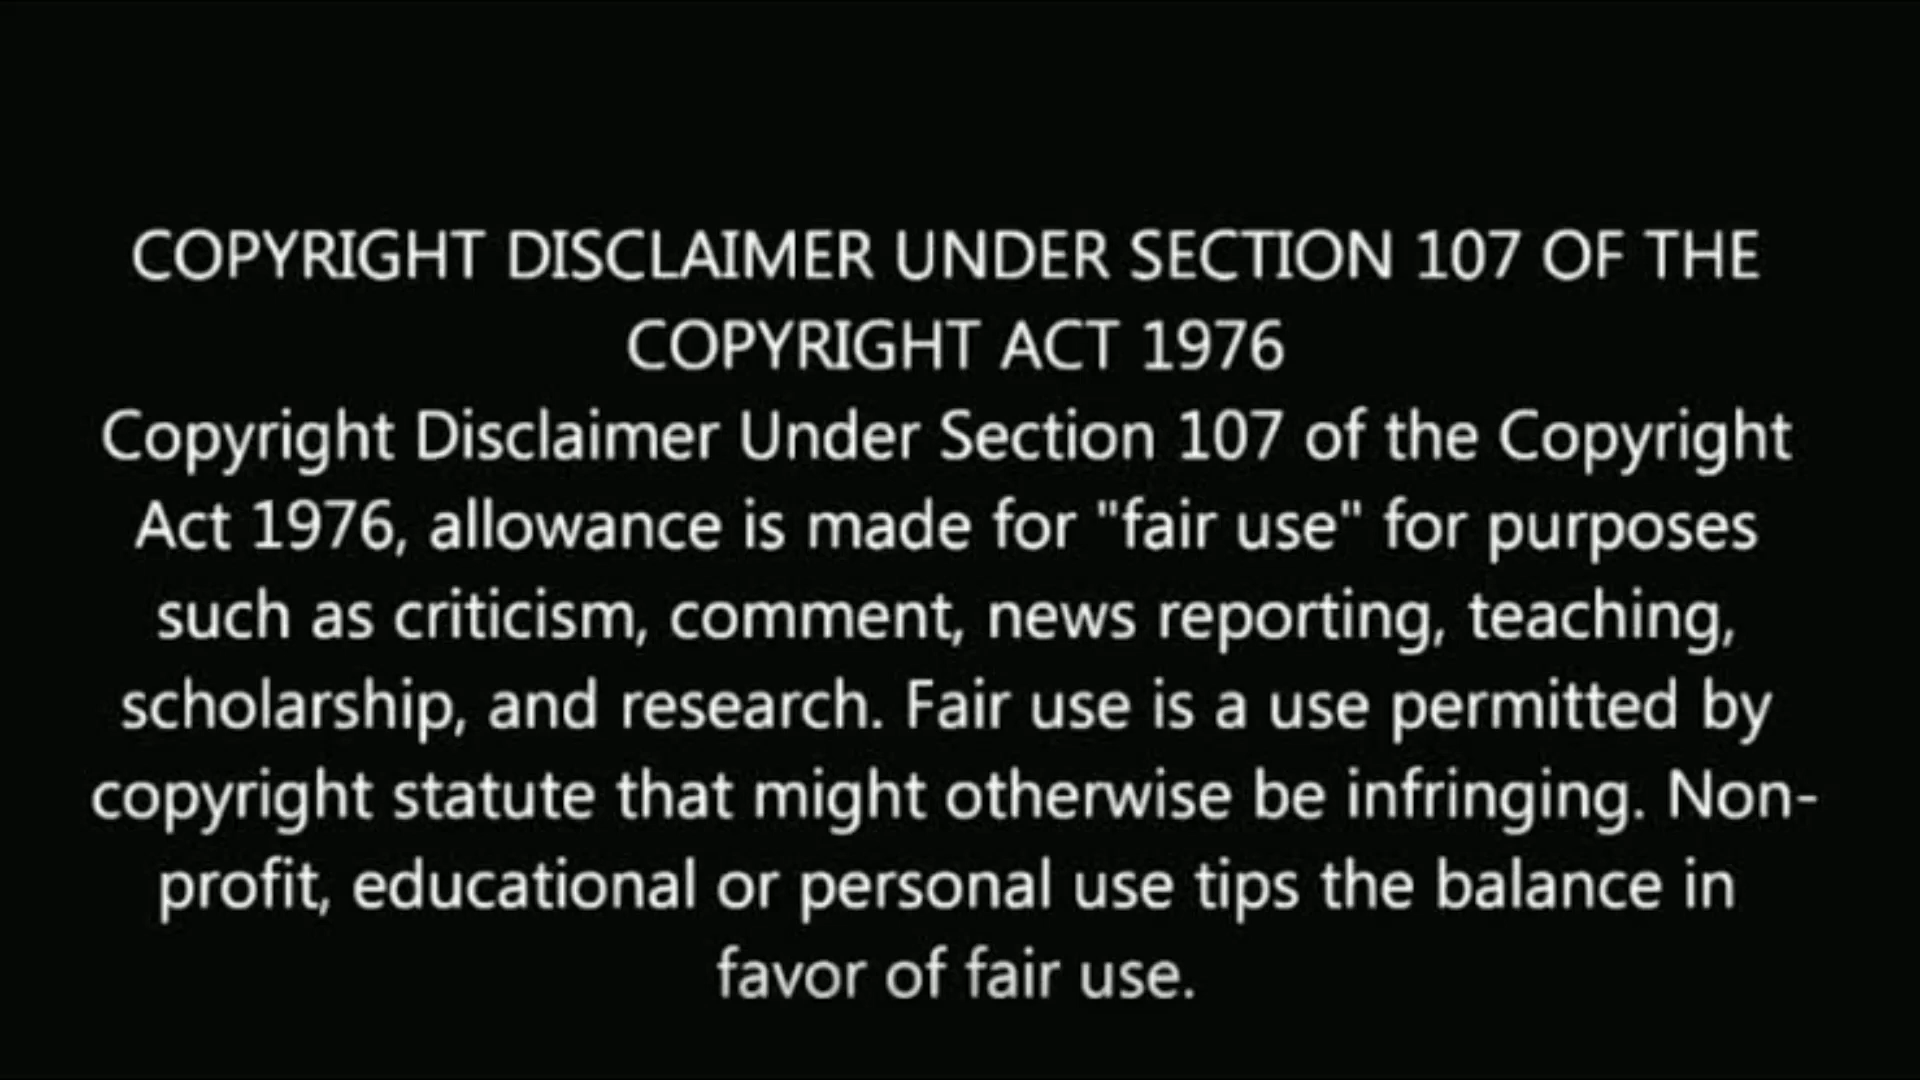 COPYRIGHT DISCLAIMER UNDER SECTION 107 OF THE
COPYRIGHT ACT 1976
Copyright Disclaimer Under Section 107 of the Copyright
Act 1976, allowance is made for "fair use" for purposes
such as criticism, comment, news reporting, teaching,
scholarship, and research. Fair use is a use permitted by
copyright statute that might otherwise be infringing. Non-
profit, educational or personal use tips the balance in
favor of fair use.